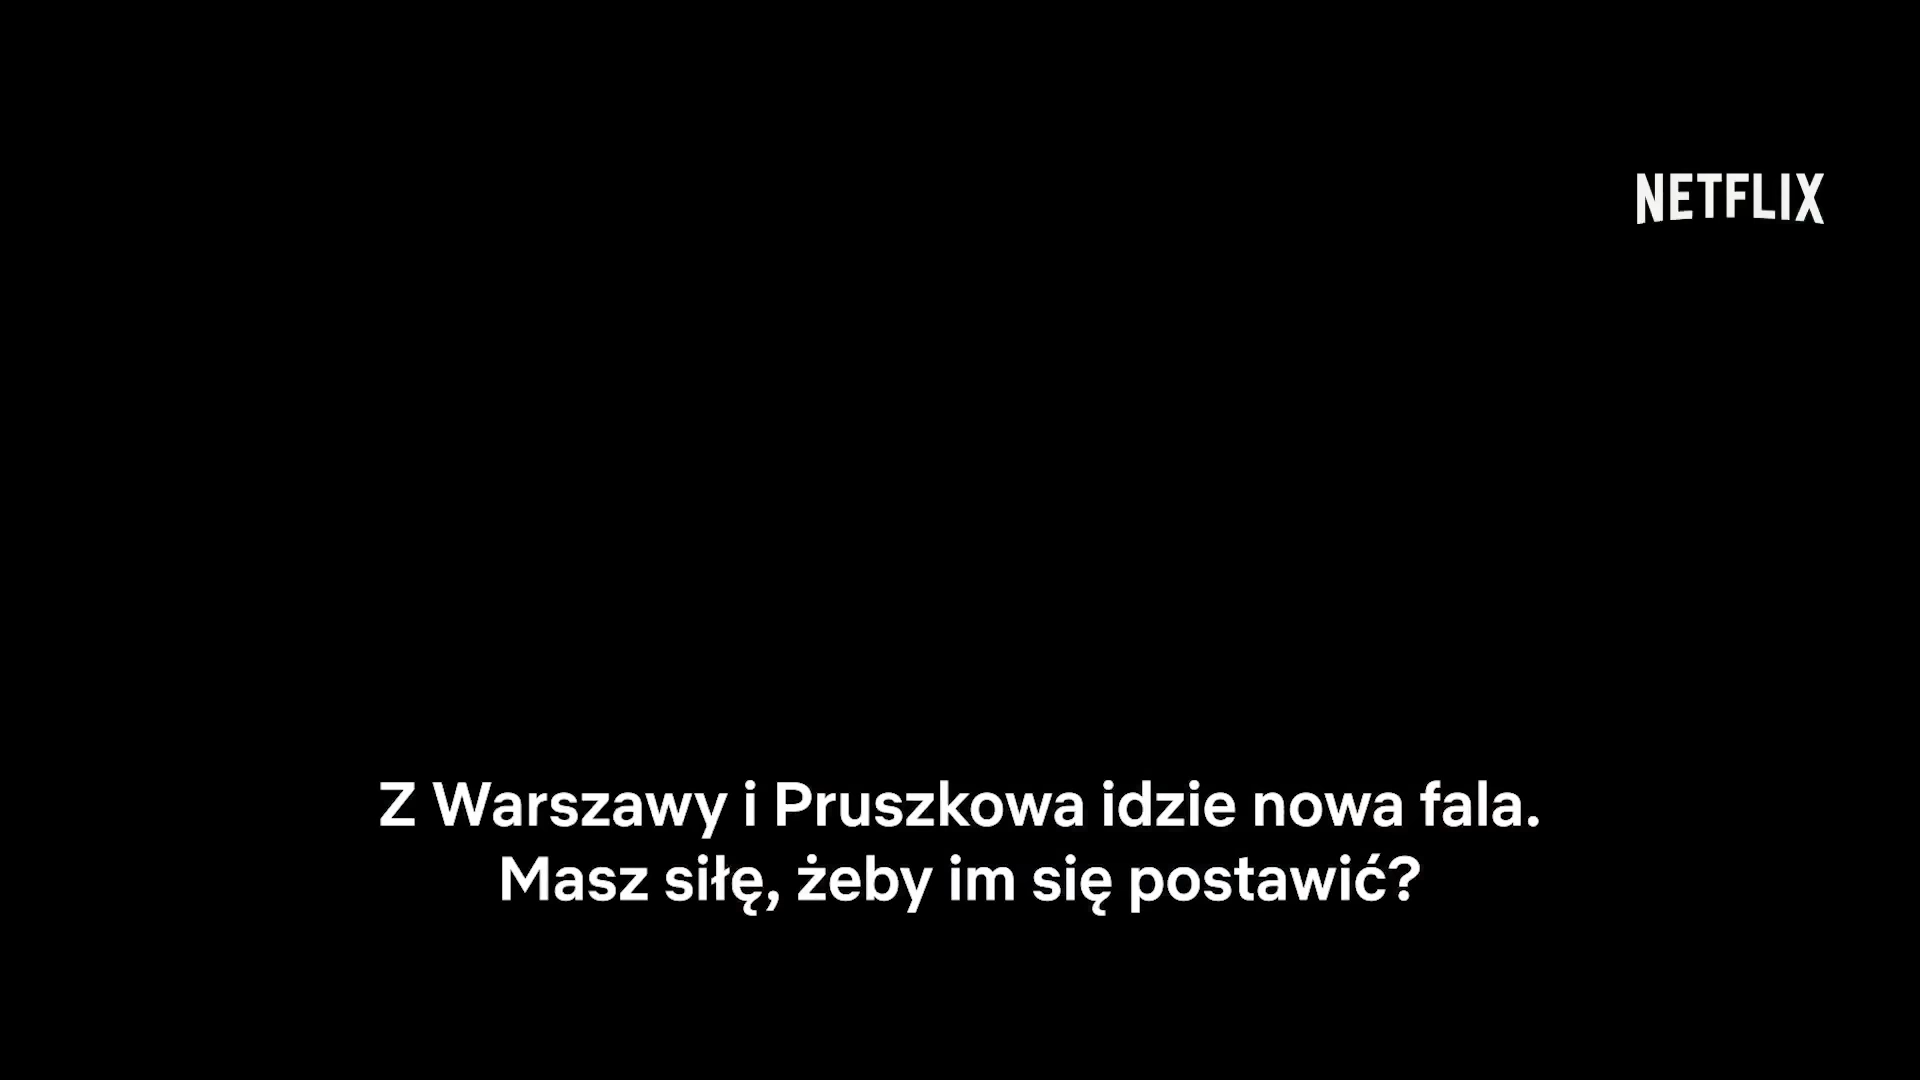 NETFLIX
Z Warszawy i Pruszkowa idzie nowa fala.
Masz siłę, żeby im się postawić?